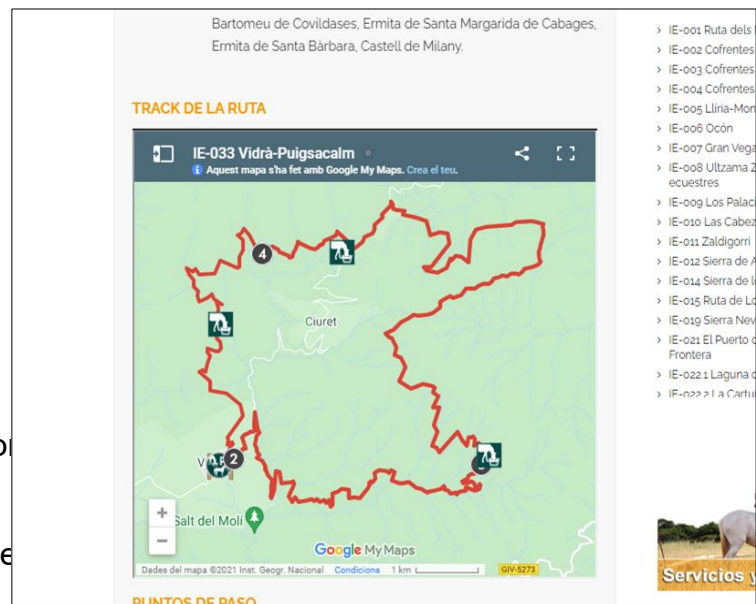 Bartomeu de Covildases, Ermita de Santa Margarida de Cabages,
Ermita de Santa Bàrbara, Castell de Milany.
TRACK DE LA RUTA
IE-033 Vidrà-Puigsacalm
Aquest mapa s'ha fet amb Google My Maps. Crea el teu.
4
Ciuret
2
Salt del Molí
+
−
Google My Maps
Dades del mapa ©2021 Inst. Geogr. Nacional Condicions 1 km
GIV-5273
PUNTOS DE PASO
> IE-001 Ruta dels
> IE-002 Cofrentes
> IE-003 Cofrentes
> IE-004 Cofrentes
> IE-005 Llíria-Mon
> IE-006 Ocón
> IE-007 Gran Vega
> IE-008 Ultzama Z
ecuestres
> IE-009 Los Palaci
> IE-010 Las Cabez
> IE-011 Zaldigorri
> IE-012 Sierra de A
> IE-014 Sierra de l
> IE-015 Ruta de Lo
> IE-019 Sierra Nev
> IE-021 El Puerto d
Frontera
> IE-022.1 Laguna d
> IE-022.2 La Cartu
Servicios y